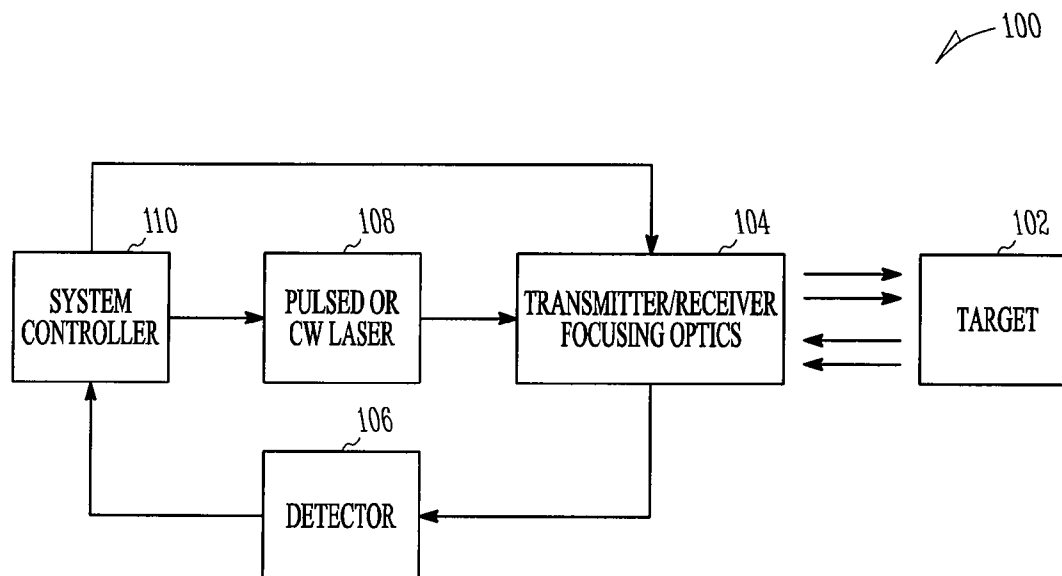 100
110
108
104
102
SYSTEM
CONTROLLER
PULSED OR
CW LASER
TRANSMITTER/RECEIVER
FOCUSING OPTICS
TARGET
106
DETECTOR